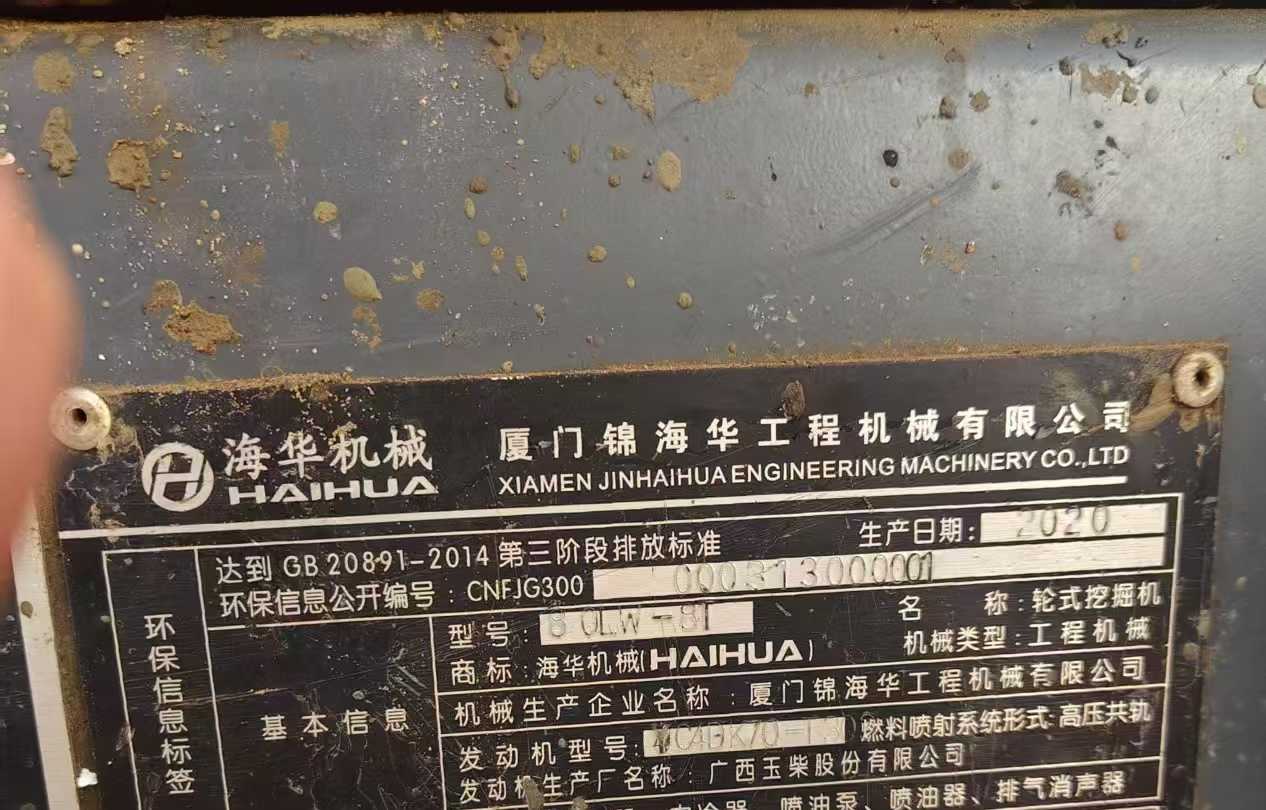 海华机械
HAIHUA
厦门锦海华工程机械有限公司
XIAMEN JINHAIHUA ENGINEERING MACHINERY CO.,LTD
达到 GB 20891-2014 第三阶段排放标准
生产日期: 2020
环保信息公开编号: CNFJG300 000313000001
环保信息标签
基本信息
型号: 80LW-8T
名称: 轮式挖掘机
商标: 海华机械(HAIHUA)
机械类型: 工程机械
机械生产企业名称: 厦门锦海华工程机械有限公司
发动机型号:
燃料喷射系统形式: 高压共轨
发动机生产厂名称: 广西玉柴股份有限公司
喷油泵、喷油器、排气消声器